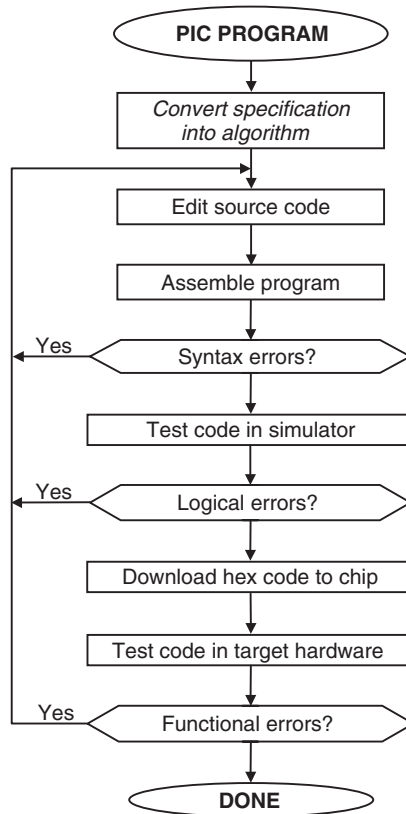 PIC PROGRAM
Convert specification
into algorithm
Edit source code
Assemble program
Yes
Syntax errors?
Test code in simulator
Yes
Logical errors?
Download hex code to chip
Test code in target hardware
Yes
Functional errors?
DONE